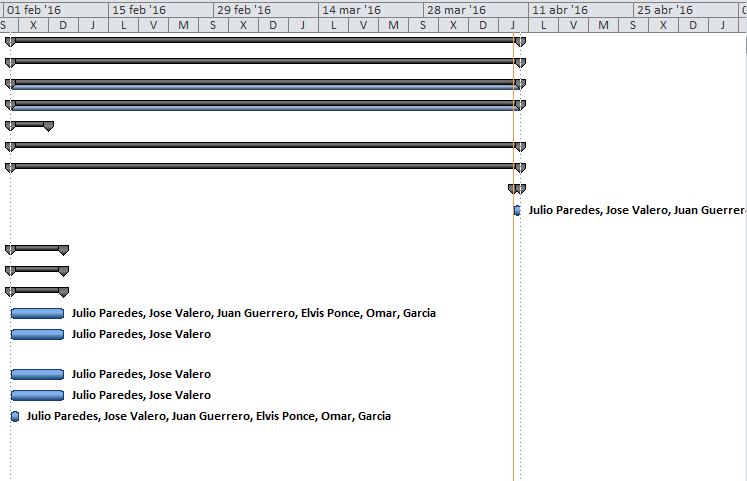 01 feb '16 15 feb '16 29 feb '16 14 mar '16 28 mar '16 11 abr '16 25 abr '16
S X D J L V M S X D J L V M S X D J L V M S X D J
Julio Paredes, Jose Valero, Juan Guerrer
Julio Paredes, Jose Valero, Juan Guerrero, Elvis Ponce, Omar, Garcia
Julio Paredes, Jose Valero
Julio Paredes, Jose Valero
Julio Paredes, Jose Valero
Julio Paredes, Jose Valero, Juan Guerrero, Elvis Ponce, Omar, Garcia